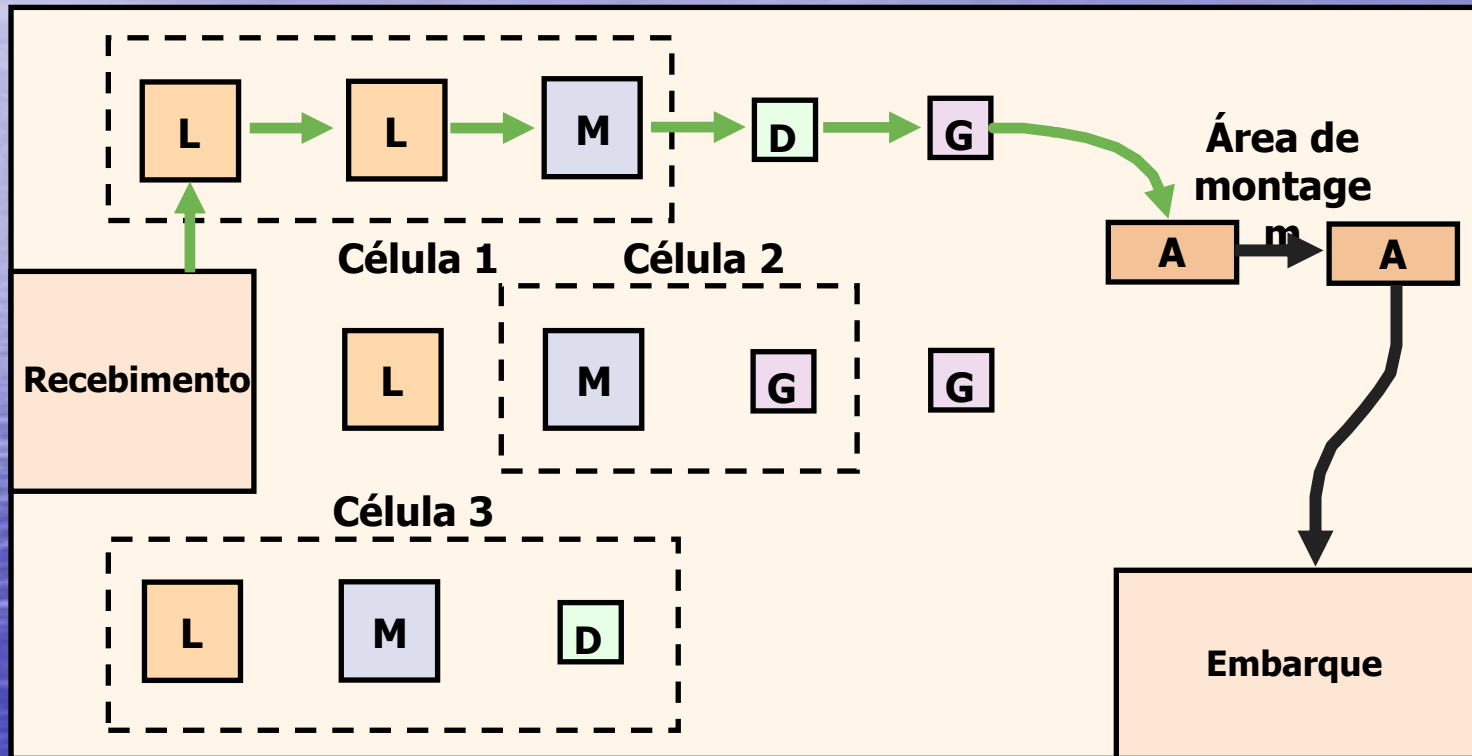 L L M D G
Área de
montage
m
A A
Célula 1 Célula 2
Recebimento L M G G
Célula 3
L M D
Embarque